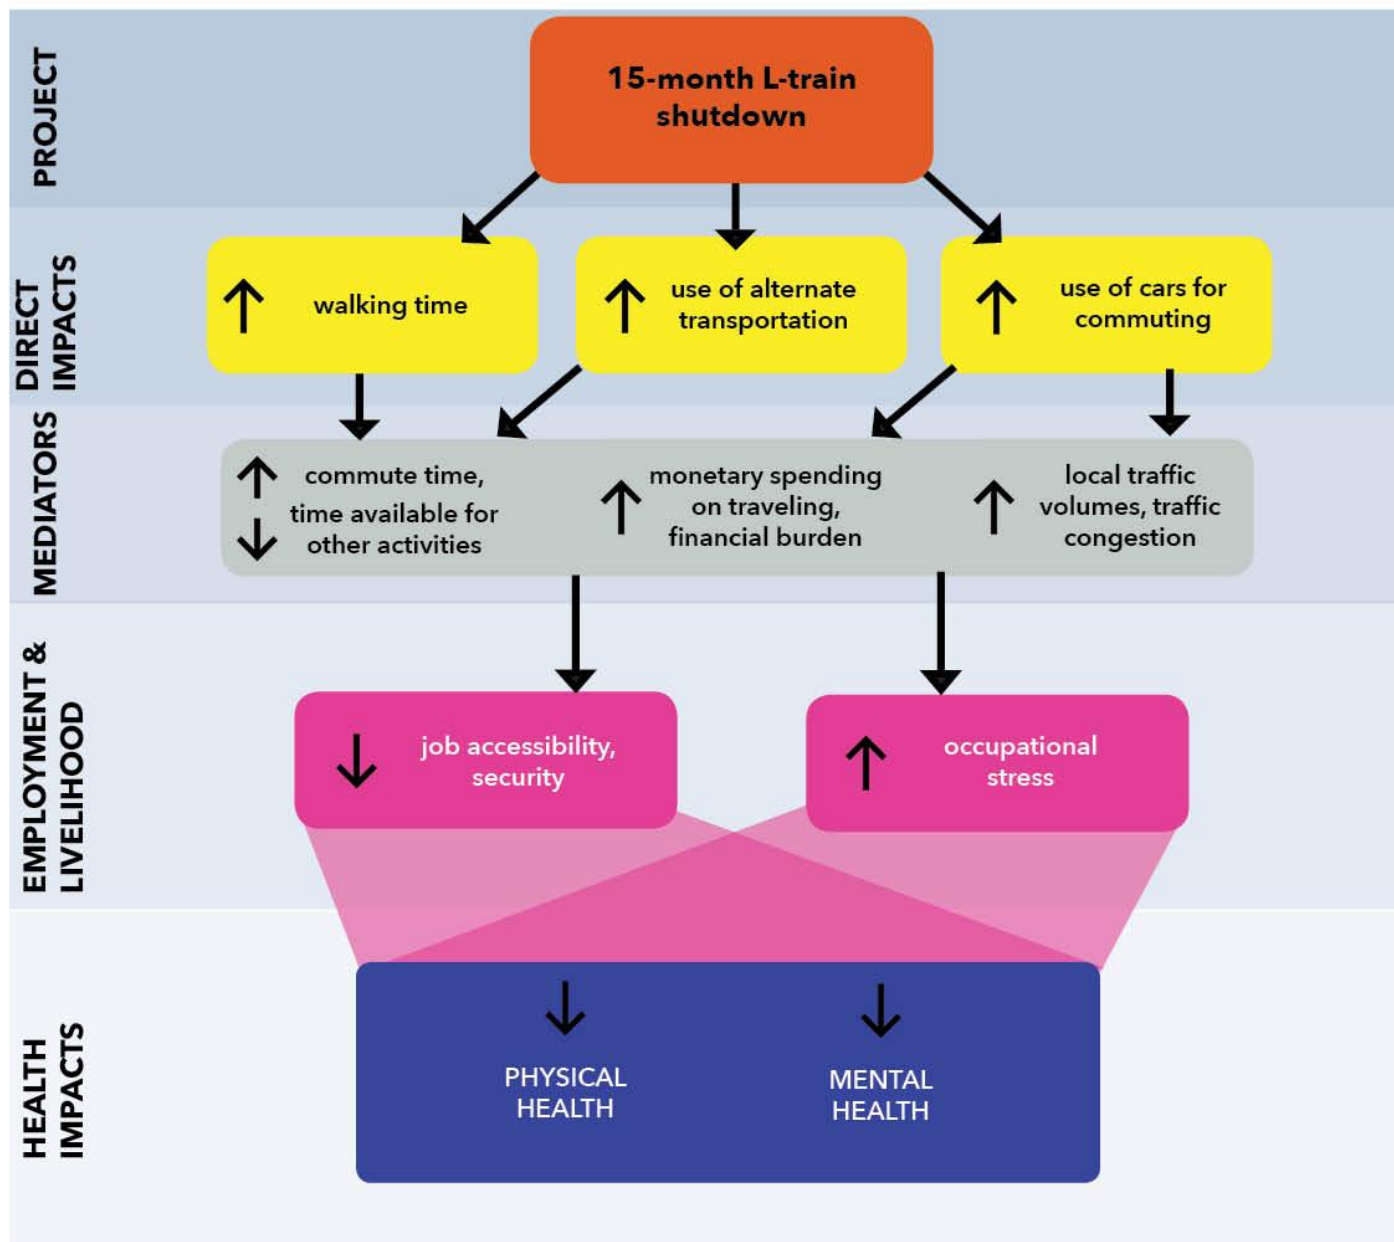 PROJECT
15-month L-train
shutdown
DIRECT
IMPACTS
walking time
use of alternate
transportation
use of cars for
commuting
MEDIATORS
commute time,
time available for
other activities
monetary spending
on traveling,
financial burden
local traffic
volumes, traffic
congestion
EMPLOYMENT &
LIVELIHOOD
job accessibility,
security
occupational
stress
HEALTH
IMPACTS
PHYSICAL
HEALTH
MENTAL
HEALTH